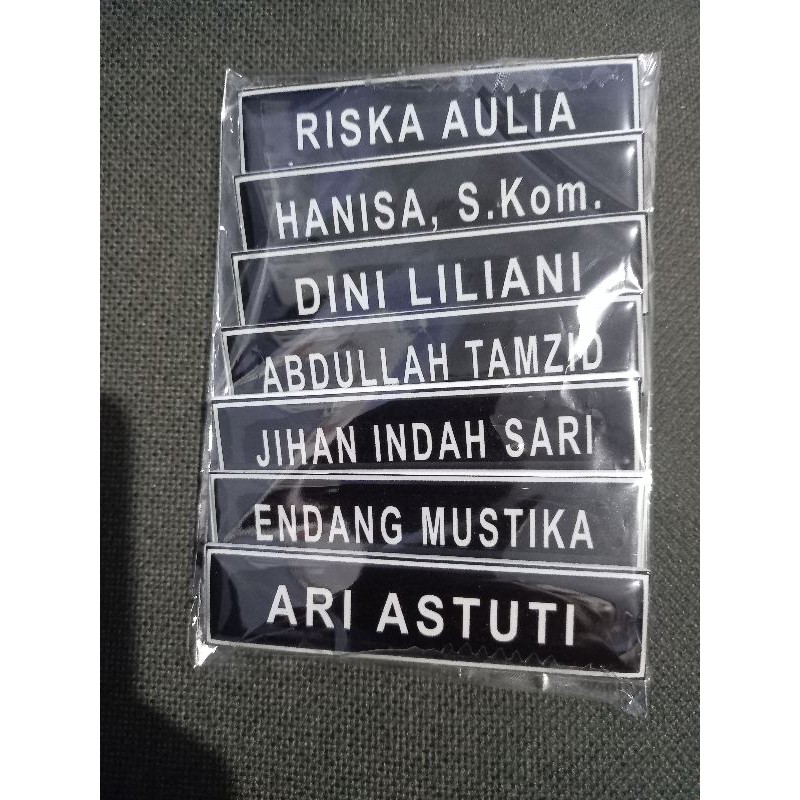 RISKA AULIA
HANISA, S.Kom.
DINI LILIANI
ABDULLAH TAMZID
JIHAN INDAH SARI
ENDANG MUSTIKA
ARI ASTUTI